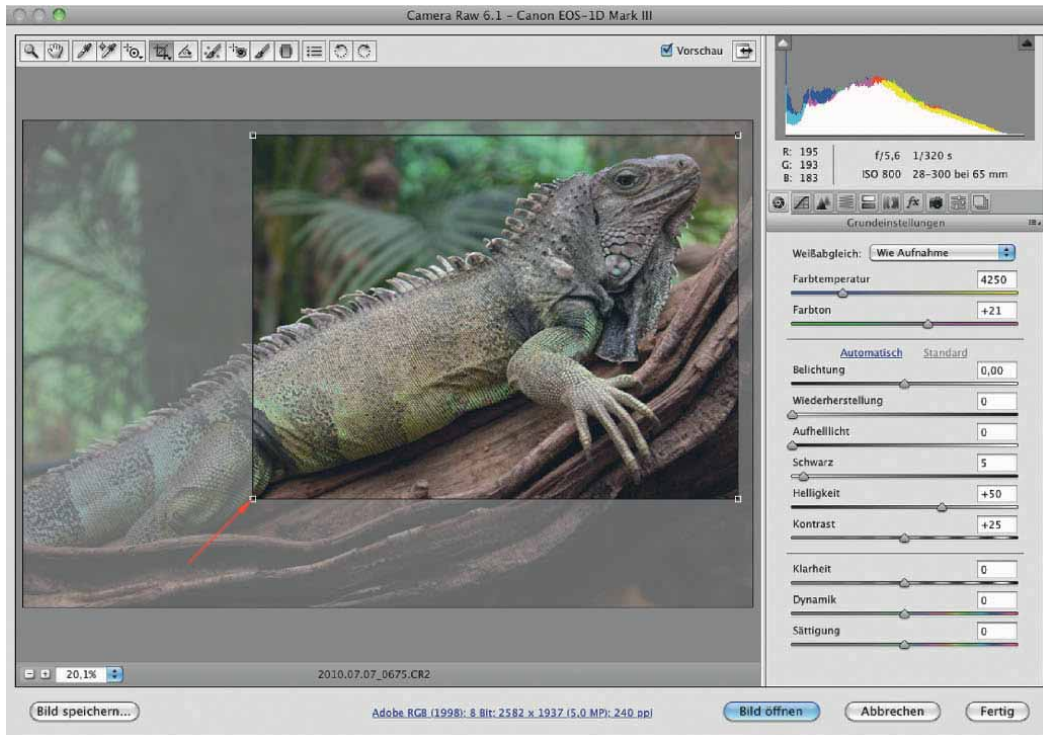 Camera Raw 6.1 – Canon EOS-1D Mark III
Vorschau
R: 195
G: 193
B: 183
f/5,6 1/320 s
ISO 800 28–300 bei 65 mm
Grundeinstellungen
Weißabgleich: Wie Aufnahme
Farbtemperatur 4250
Farbton +21
Automatisch Standard
Belichtung 0,00
Wiederherstellung 0
Aufhelllicht 0
Schwarz 5
Helligkeit +50
Kontrast +25
Klarheit 0
Dynamik 0
Sättigung 0
20,1% 2010.07.07_0675.CR2
Bild speichern... Adobe RGB (1998); 8 Bit; 2582 x 1937 (5,0 MP); 240 ppi Bild öffnen Abbrechen Fertig